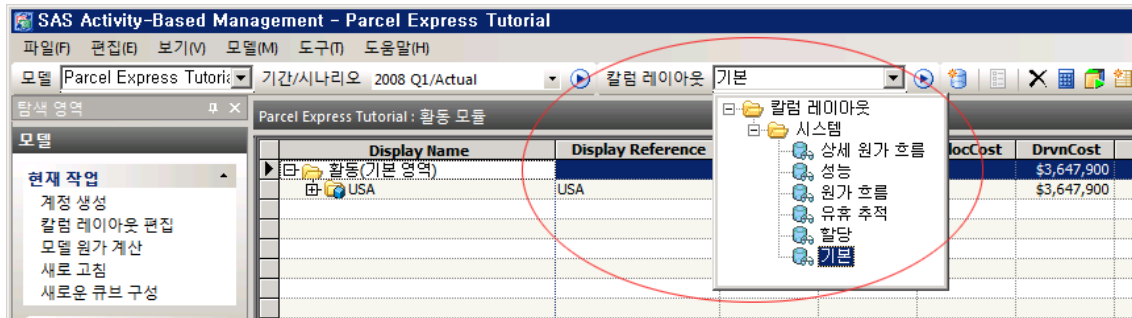 SAS Activity-Based Management – Parcel Express Tutorial
파일(F) 편집(E) 보기(V) 모델(M) 도구(T) 도움말(H)
모델 Parcel Express Tutoria 기간/시나리오 2008 Q1/Actual 칼럼 레이아웃 기본
탐색 영역
Parcel Express Tutorial : 활동 모듈
모델
칼럼 레이아웃
시스템
상세 원가 흐름
성능
원가 흐름
유휴 추적
할당
기본
Display Name Display Reference locCost DrvnCost
활동(기본 영역) $3,647,900
USA USA $3,647,900
현재 작업
계정 생성
칼럼 레이아웃 편집
모델 원가 계산
새로 고침
새로운 큐브 구성